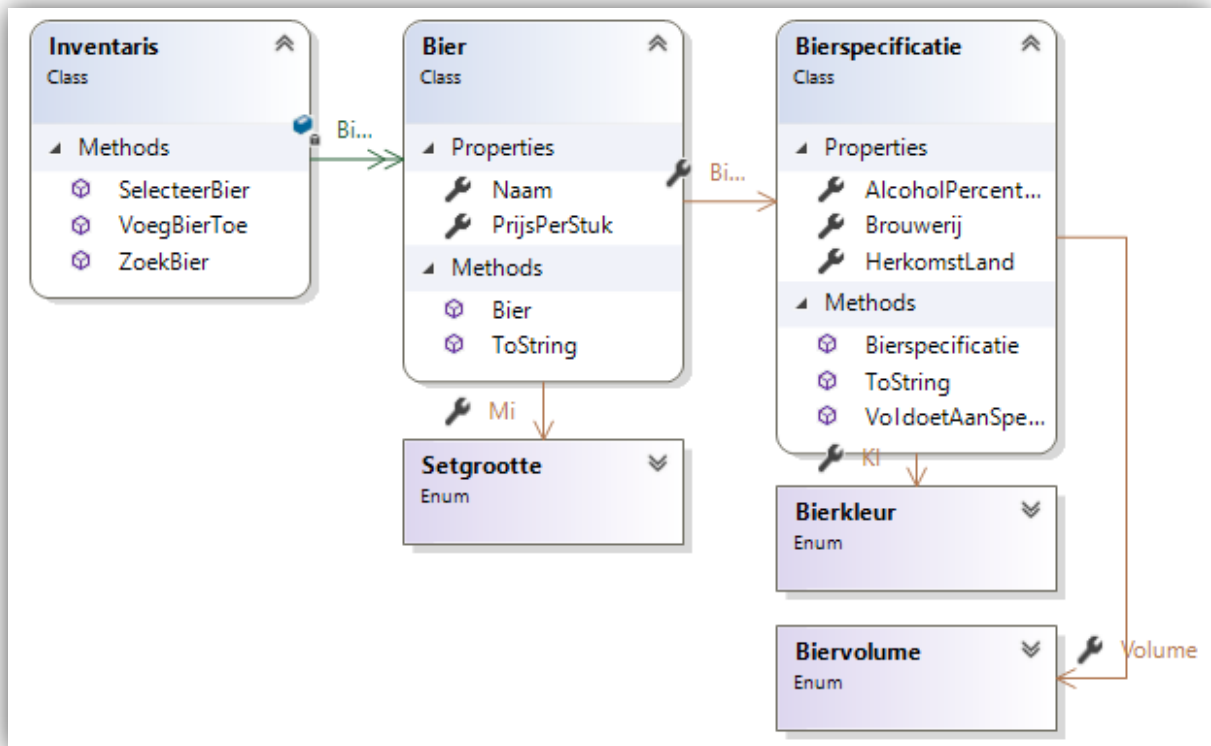 Inventaris
Class
Methods
SelecteerBier
VoegBierToe
ZoekBier
Bi...
Bier
Class
Properties
Naam
PrijsPerStuk
Methods
Bier
ToString
Bi...
Mi
Setgrootte
Enum
Bierspecificatie
Class
Properties
AlcoholPercent...
Brouwerij
HerkomstLand
Methods
Bierspecificatie
ToString
VoldoetAanSpe...
Kl
Bierkleur
Enum
Biervolume
Enum
Volume